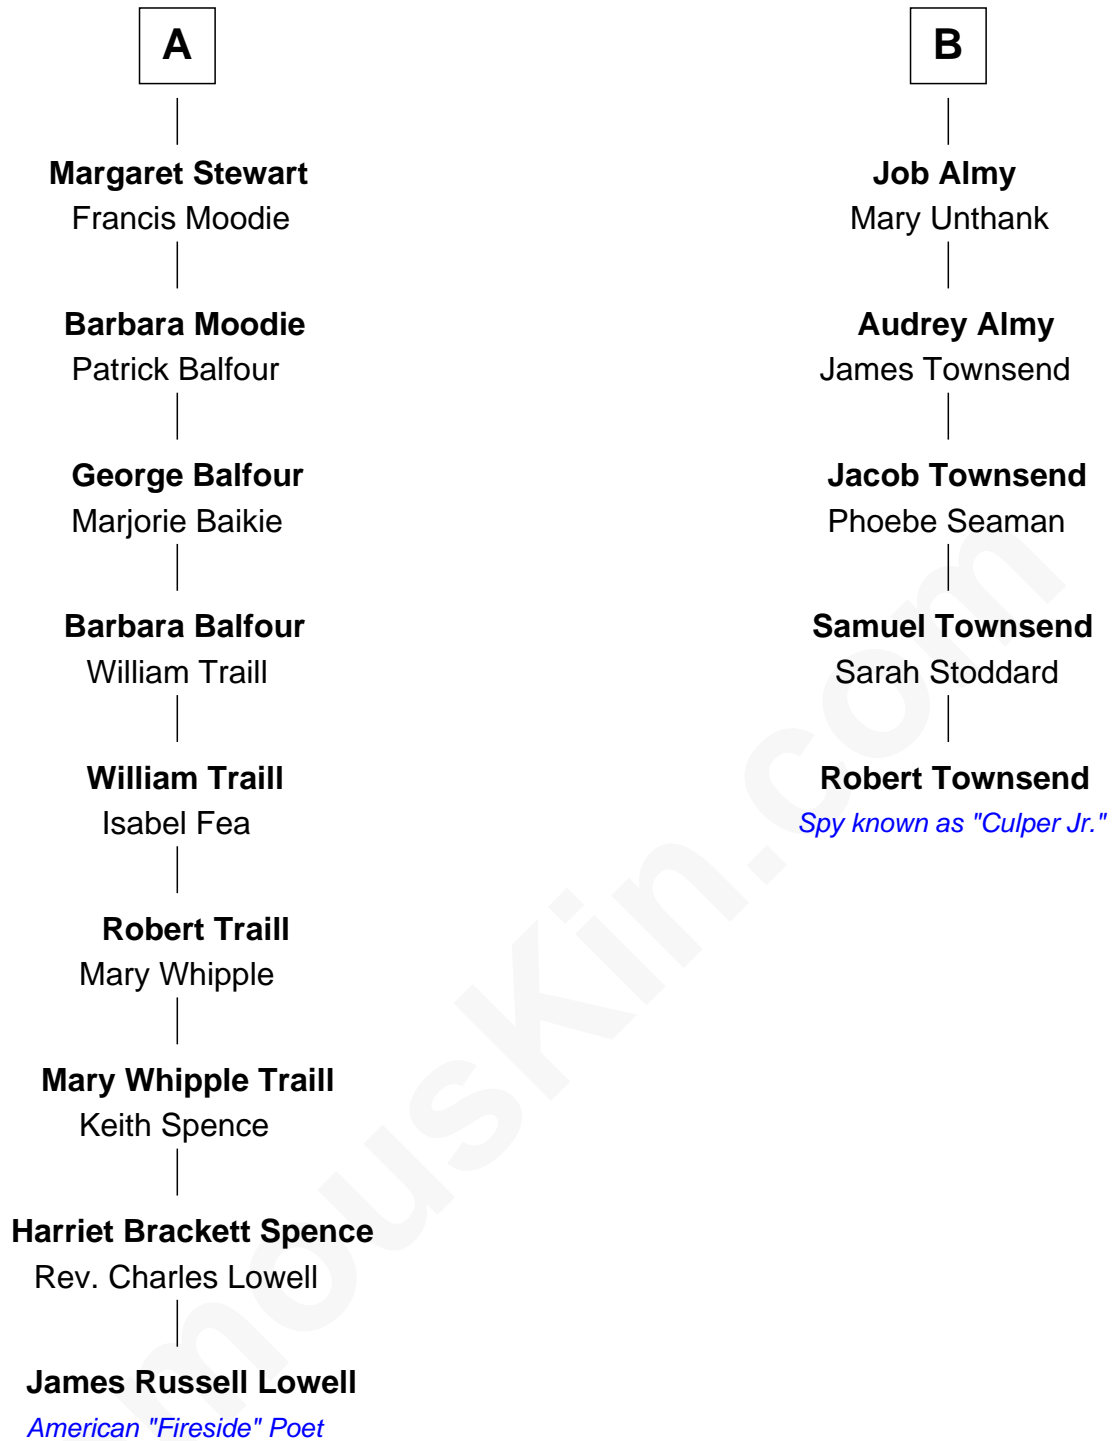 A
Margaret Stewart
Francis Moodie
Barbara Moodie
Patrick Balfour
George Balfour
Marjorie Baikie
Barbara Balfour
William Traill
William Traill
Isabel Fea
Robert Traill
Mary Whipple
Mary Whipple Traill
Keith Spence
Harriet Brackett Spence
Rev. Charles Lowell
James Russell Lowell
American "Fireside" Poet
B
Job Almy
Mary Unthank
Audrey Almy
James Townsend
Jacob Townsend
Phoebe Seaman
Samuel Townsend
Sarah Stoddard
Robert Townsend
Spy known as "Culper Jr."
mousKin.com